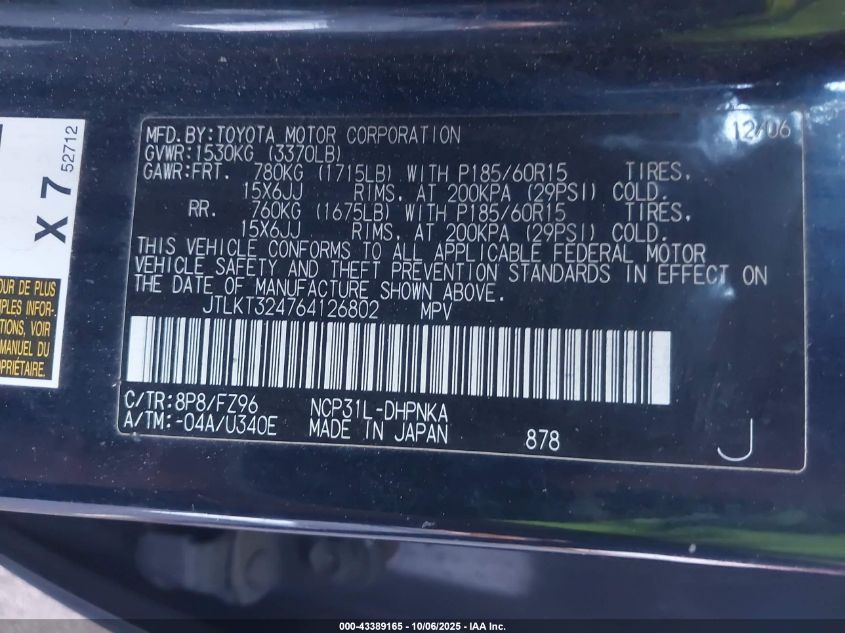 X 7
52712
OUR DE PLUS
MPLES INFOR-
TIONS, VOIR
MANUEL DU
OPRIÉTAIRE.
MFD.BY:TOYOTA MOTOR CORPORATION 12/06
GVWR:1530KG (3370LB)
GAWR:FRT. 780KG (1715LB) WITH P185/60R15 TIRES,
15X6JJ RIMS, AT 200KPA (29PSI) COLD.
RR. 760KG (1675LB) WITH P185/60R15 TIRES,
15X6JJ RIMS, AT 200KPA (29PSI) COLD.
THIS VEHICLE CONFORMS TO ALL APPLICABLE FEDERAL MOTOR
VEHICLE SAFETY AND THEFT PREVENTION STANDARDS IN EFFECT ON
THE DATE OF MANUFACTURE SHOWN ABOVE.
JTLKT324764126802 MPV
C/TR:8P8/FZ96 NCP31L-DHPNKA
A/TM:-04A/U340E MADE IN JAPAN 878 J
000-43389165 - 10/06/2025 - IAA Inc.